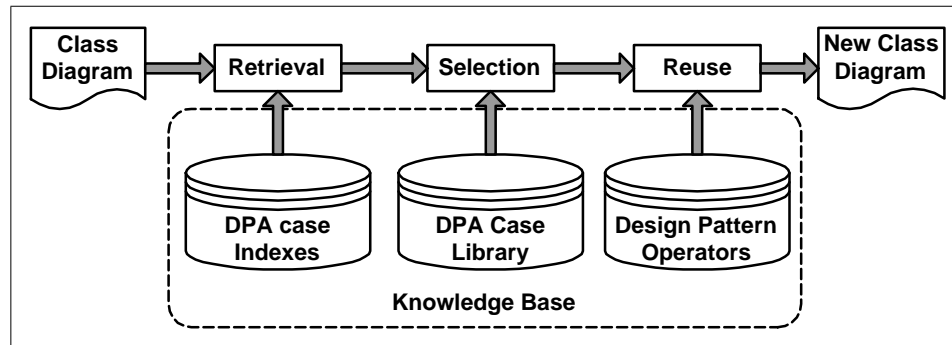 Class
Diagram
Retrieval
Selection
Reuse
New Class
Diagram
DPA case
Indexes
DPA Case
Library
Design Pattern
Operators
Knowledge Base